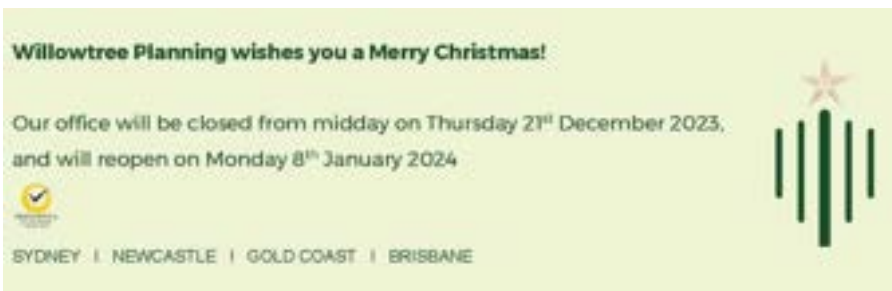 Willowtree Planning wishes you a Merry Christmas!
Our office will be closed from midday on Thursday 21st December 2023,
and will reopen on Monday 8th January 2024
SYDNEY | NEWCASTLE | GOLD COAST | BRISBANE